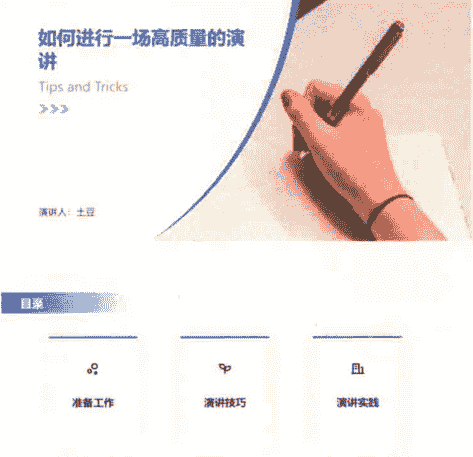 如何进行一场高质量的演
讲
Tips and Tricks
演讲人：土豆
目录
准备工作
演讲技巧
演讲实践